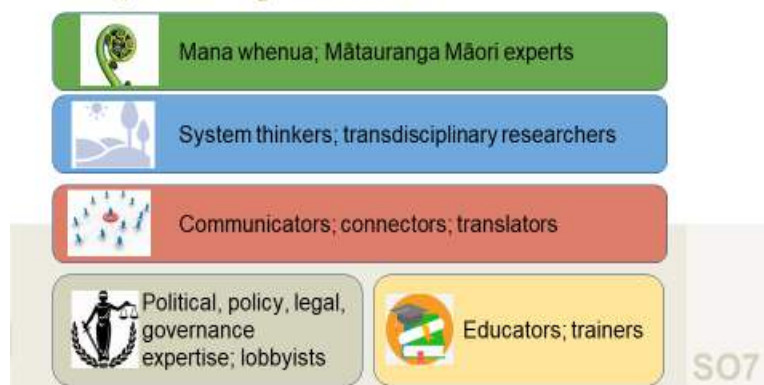 Mana whenua; Mātauranga Māori experts
System thinkers; transdisciplinary researchers
Communicators; connectors; translators
Political, policy, legal,
governance
expertise; lobbyists
Educators; trainers
SO7